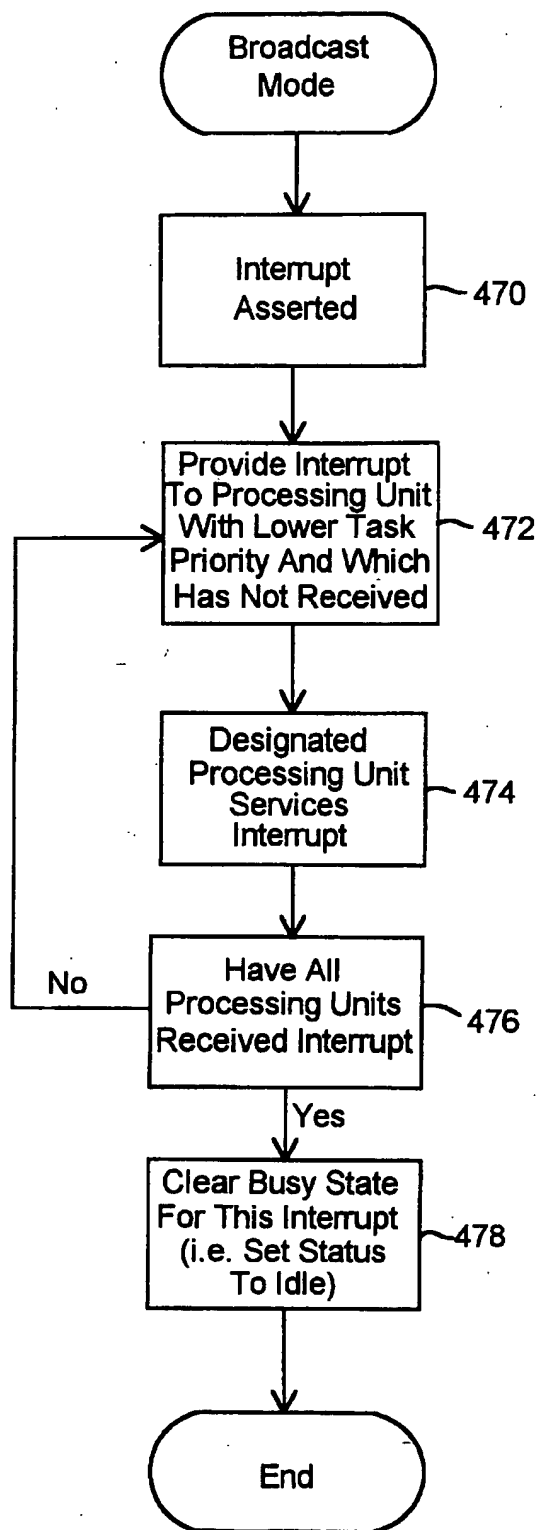 Broadcast
Mode
Interrupt
Asserted
470
Provide Interrupt
To Processing Unit
With Lower Task
Priority And Which
Has Not Received
472
Designated
Processing Unit
Services
Interrupt
474
Have All
Processing Units
Received Interrupt
476
No
Yes
Clear Busy State
For This Interrupt
(i.e. Set Status
To Idle)
478
End